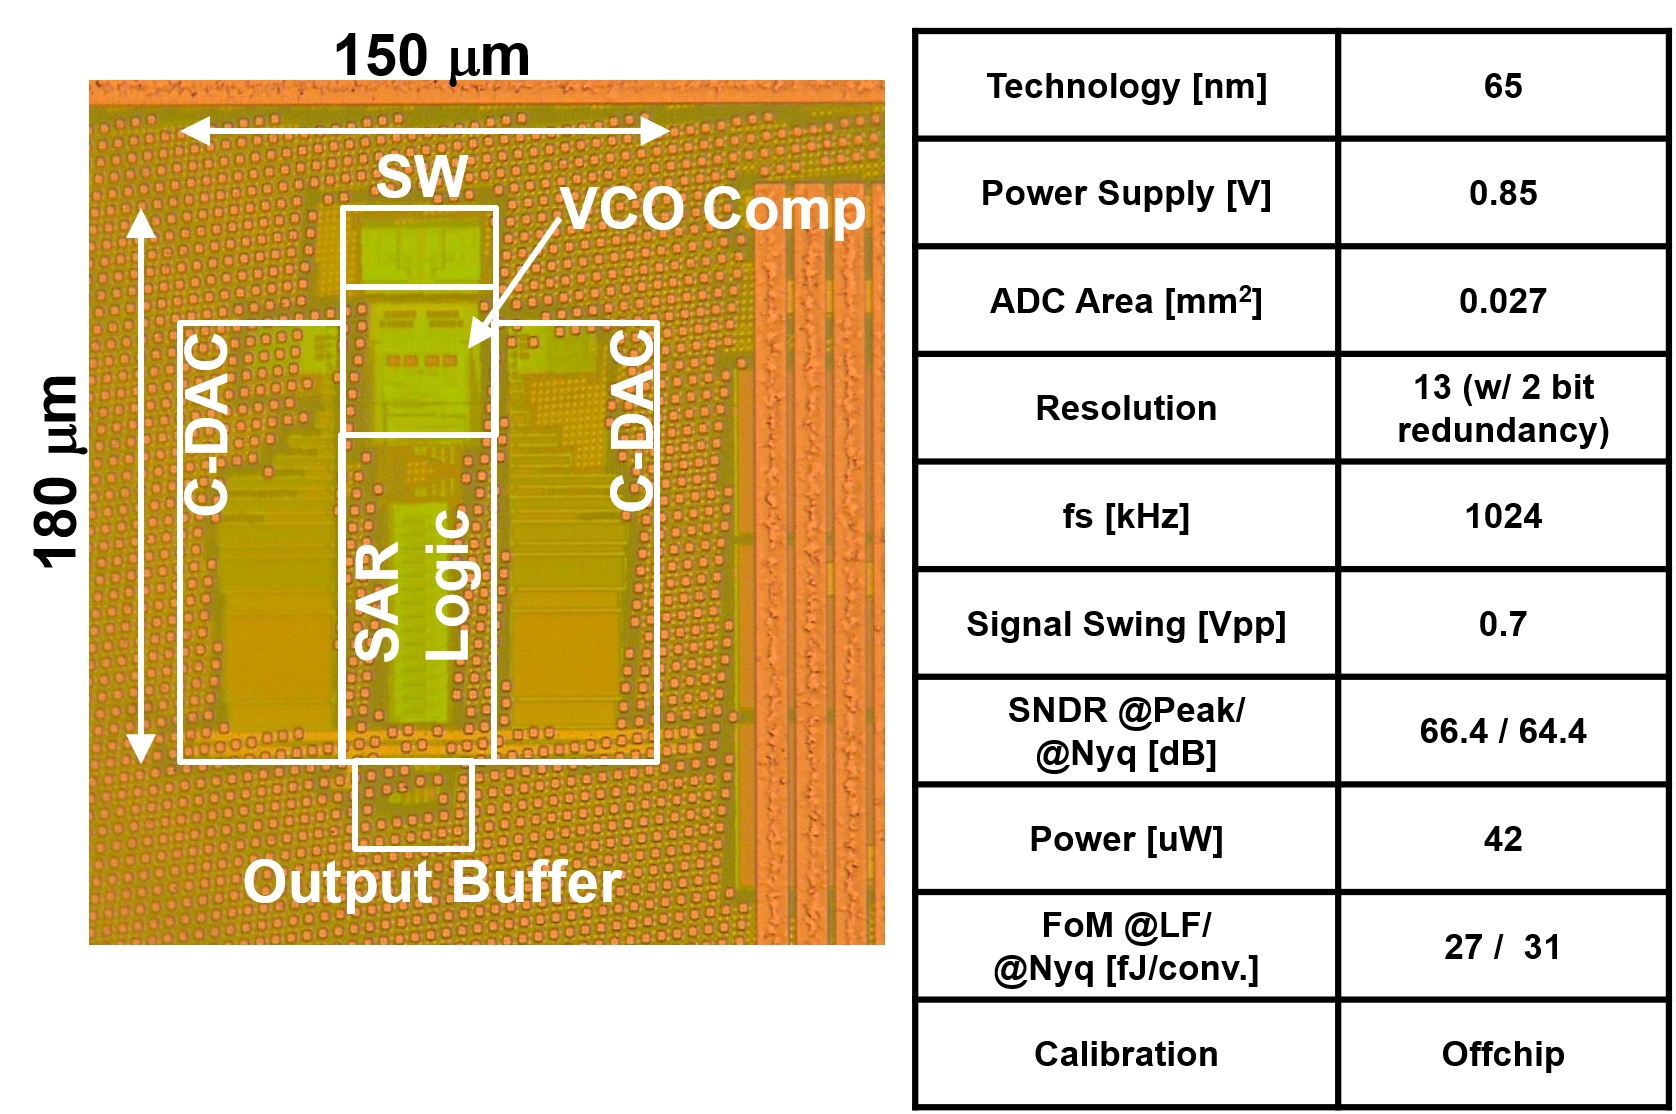 150 μm
SW
VCO Comp
C-DAC
C-DAC
180 μm
SAR
Logic
Output Buffer
Technology [nm] 65
Power Supply [V] 0.85
ADC Area [mm²] 0.027
Resolution 13 (w/ 2 bit
redundancy)
fs [kHz] 1024
Signal Swing [Vpp] 0.7
SNDR @Peak/
@Nyq [dB] 66.4 / 64.4
Power [uW] 42
FoM @LF/
@Nyq [fJ/conv.] 27 / 31
Calibration Offchip